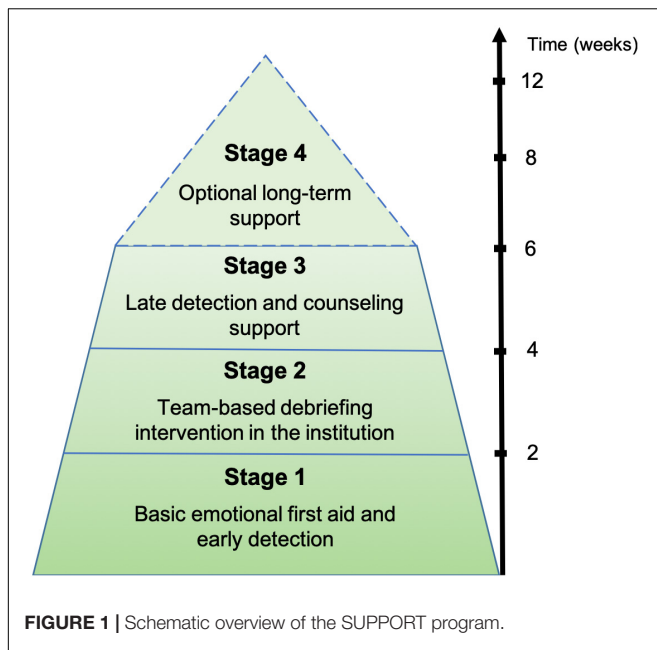 Time (weeks)
12
Stage 4
8
Optional long-term
support
6
Stage 3
Late detection and counseling
support
4
Stage 2
Team-based debriefing
intervention in the institution
2
Stage 1
Basic emotional first aid and
early detection
FIGURE 1 | Schematic overview of the SUPPORT program.